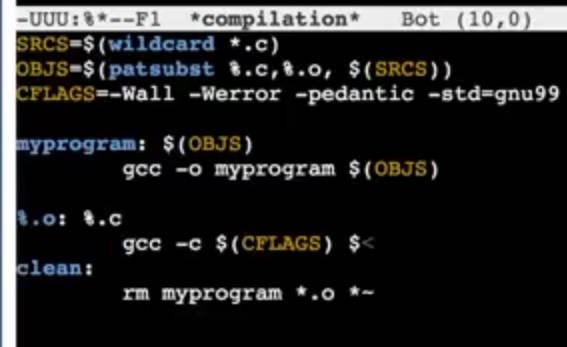 -UUU:%*--F1  *compilation*   Bot (10,0)
SRCS=$(wildcard *.c)
OBJS=$(patsubst %.c,%.o, $(SRCS))
CFLAGS=-Wall -Werror -pedantic -std=gnu99
myprogram: $(OBJS)
gcc -o myprogram $(OBJS)
%.o: %.c
gcc -c $(CFLAGS) $<
clean:
rm myprogram *.o *~